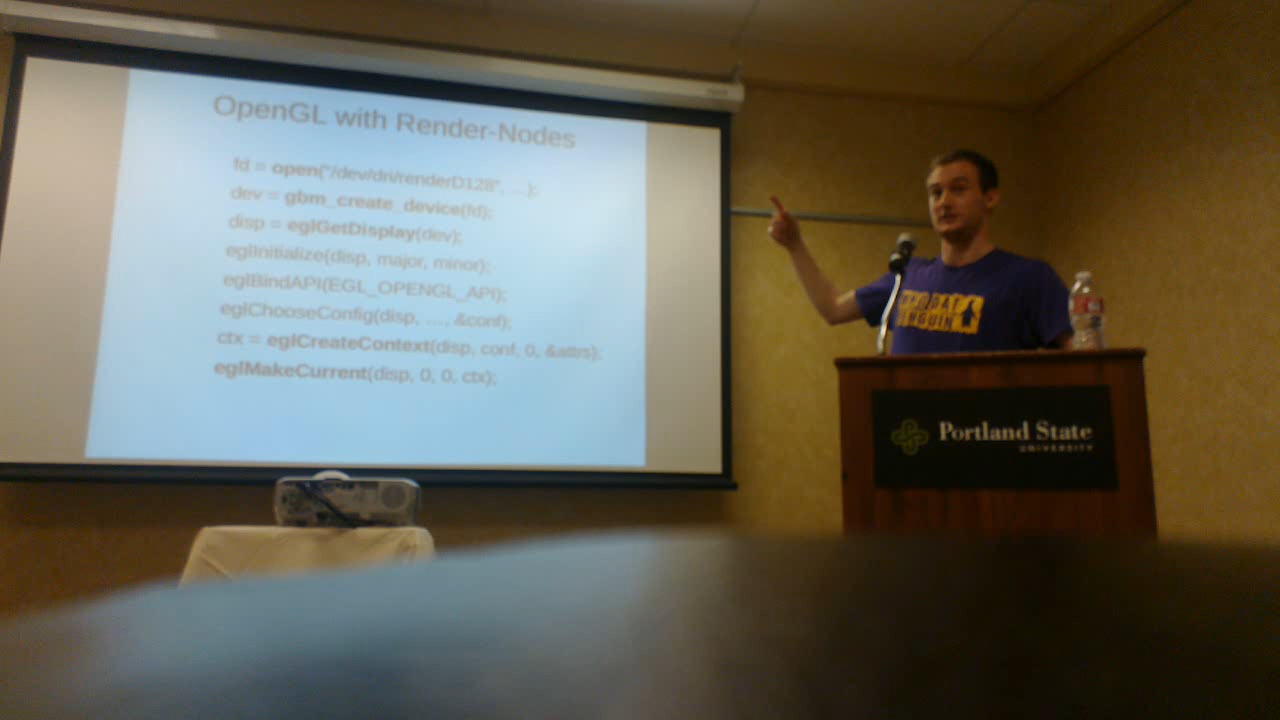 OpenGL with Render-Nodes
fd = open("/dev/dri/renderD128", ...);
dev = gbm_create_device(fd);
disp = eglGetDisplay(dev);
eglInitialize(disp, major, minor);
eglBindAPI(EGL_OPENGL_API);
eglChooseConfig(disp, ..., &conf);
ctx = eglCreateContext(disp, conf, 0, &attrs);
eglMakeCurrent(disp, 0, 0, ctx);
Portland State
UNIVERSITY